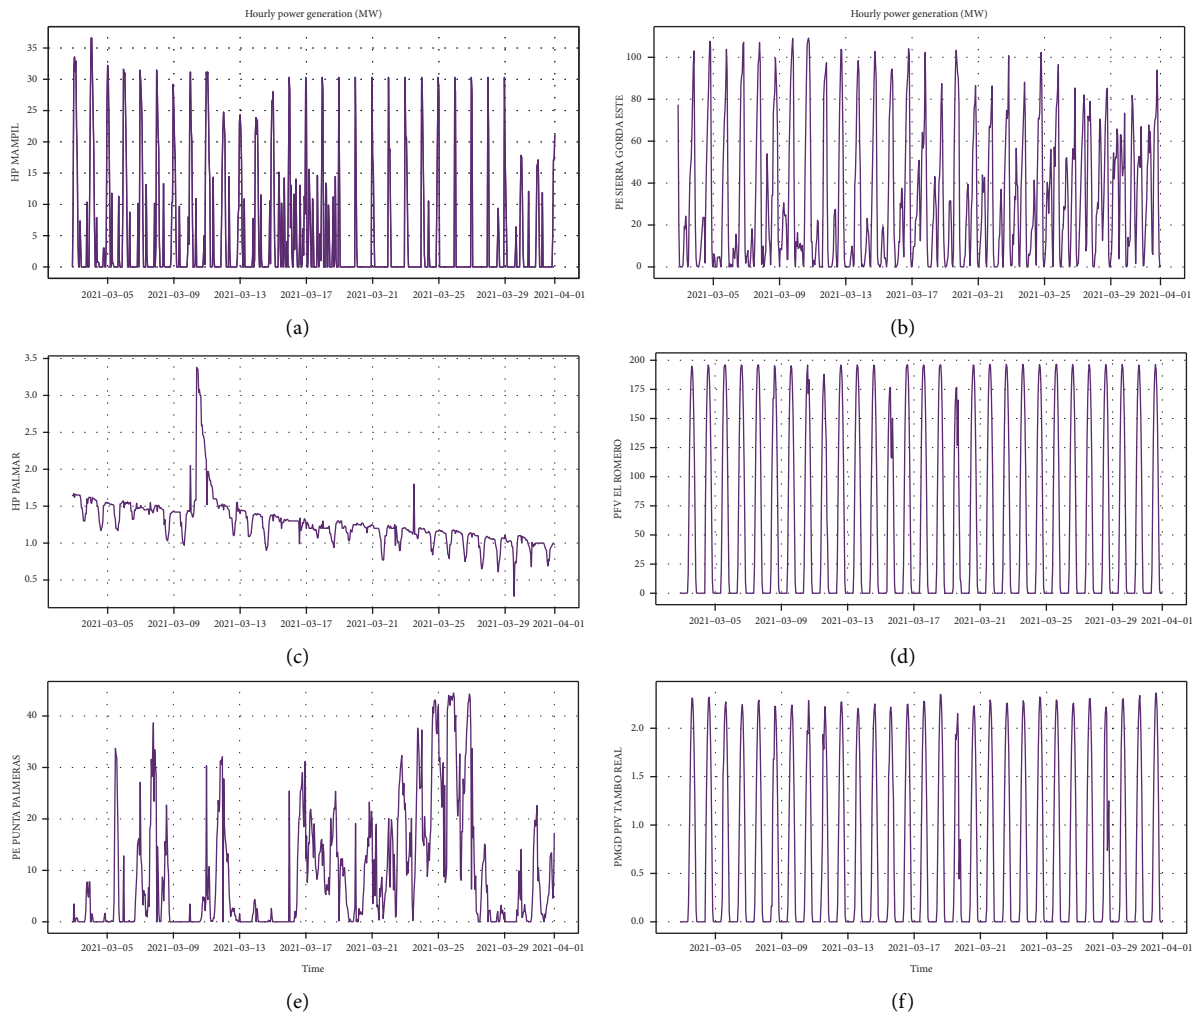 Hourly power generation (MW)
HP MAMPIL
35
30
25
20
15
10
5
0
2021–03–05 2021–03–09 2021–03–13 2021–03–17 2021–03–21 2021–03–25 2021–03–29 2021–04–01
(a)
Hourly power generation (MW)
PE SIERRA GORDA ESTE
100
80
60
40
20
0
2021–03–05 2021–03–09 2021–03–13 2021–03–17 2021–03–21 2021–03–25 2021–03–29 2021–04–01
(b)
HP PALMAR
3.5
3.0
2.5
2.0
1.5
1.0
0.5
2021–03–05 2021–03–09 2021–03–13 2021–03–17 2021–03–21 2021–03–25 2021–03–29 2021–04–01
(c)
PFV EL ROMERO
200
175
150
125
100
75
50
25
0
2021–03–05 2021–03–09 2021–03–13 2021–03–17 2021–03–21 2021–03–25 2021–03–29 2021–04–01
(d)
PE PUNTA PALMERAS
40
30
20
10
0
2021–03–05 2021–03–09 2021–03–13 2021–03–17 2021–03–21 2021–03–25 2021–03–29 2021–04–01
Time
(e)
PMGD PFV TAMBO REAL
2.0
1.5
1.0
0.5
0.0
2021–03–05 2021–03–09 2021–03–13 2021–03–17 2021–03–21 2021–03–25 2021–03–29 2021–04–01
Time
(f)